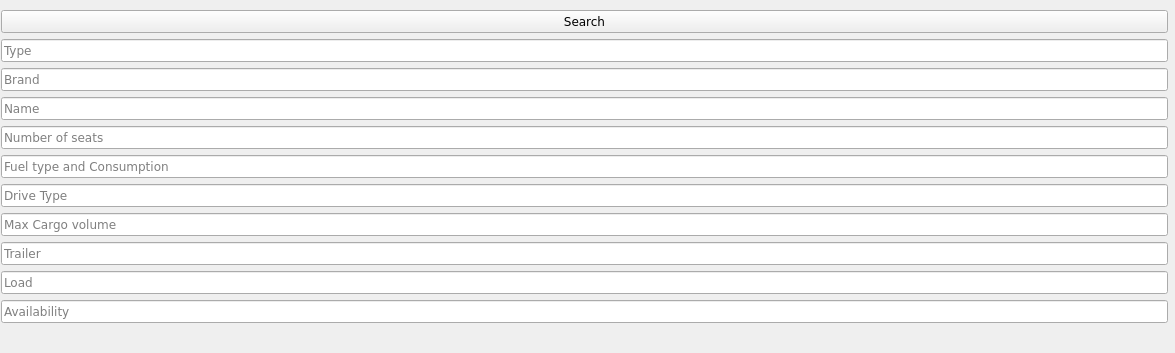 Search
Type
Brand
Name
Number of seats
Fuel type and Consumption
Drive Type
Max Cargo volume
Trailer
Load
Availability